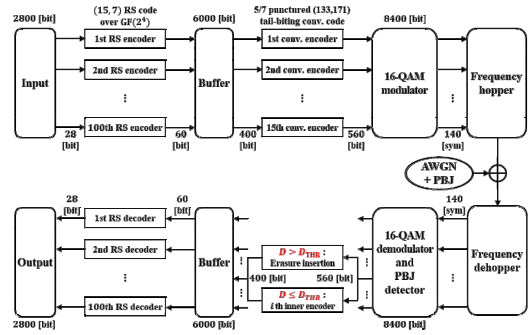 (15, 7) RS code
over GF(2⁴)
5/7 punctured (133,171)
tail-biting conv. code
2800 [bit]
6000 [bit]
8400 [bit]
Input
1st RS encoder
2nd RS encoder
⋮
100th RS encoder
28
[bit]
60
[bit]
Buffer
1st conv. encoder
2nd conv. encoder
⋮
15th conv. encoder
400
[bit]
560
[bit]
16-QAM
modulator
⋮
140
[sym]
Frequency
hopper
AWGN
+ PBJ
28
[bit]
60
[bit]
140
[sym]
Output
1st RS decoder
2nd RS decoder
⋮
100th RS decoder
Buffer
D > D_THR :
Erasure insertion
400 [bit]
560 [bit]
D ≤ D_THR :
i th inner encoder
16-QAM
demodulator
and
PBJ
detector
⋮
Frequency
dehopper
2800 [bit]
6000 [bit]
8400 [bit]